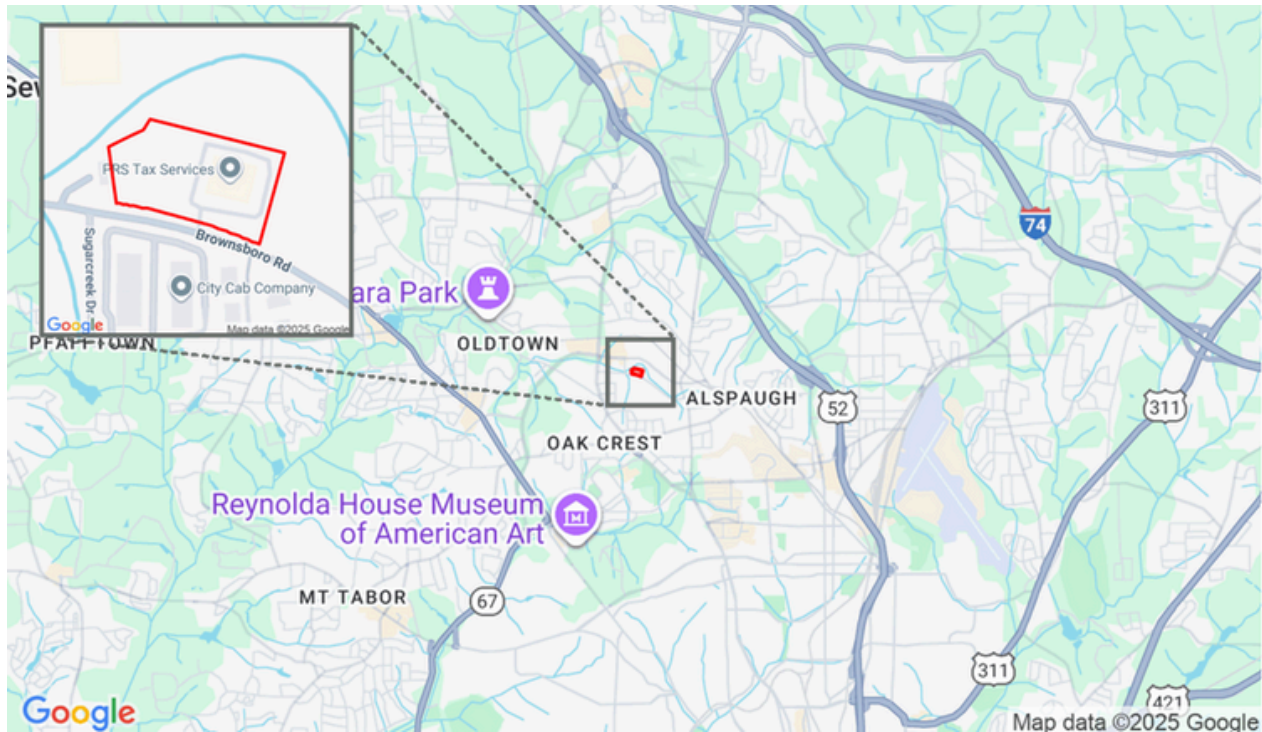 Sew
PRS Tax Services
Brownsboro Rd
Sugarcreek Dr
City Cab Company
Google
Map data ©2025 Google
74
ara Park
OLDTOWN
PFAFFTOWN
ALSPAUGH
52
311
OAK CREST
Reynolda House Museum
of American Art
MT TABOR
67
311
421
Google
Map data ©2025 Google